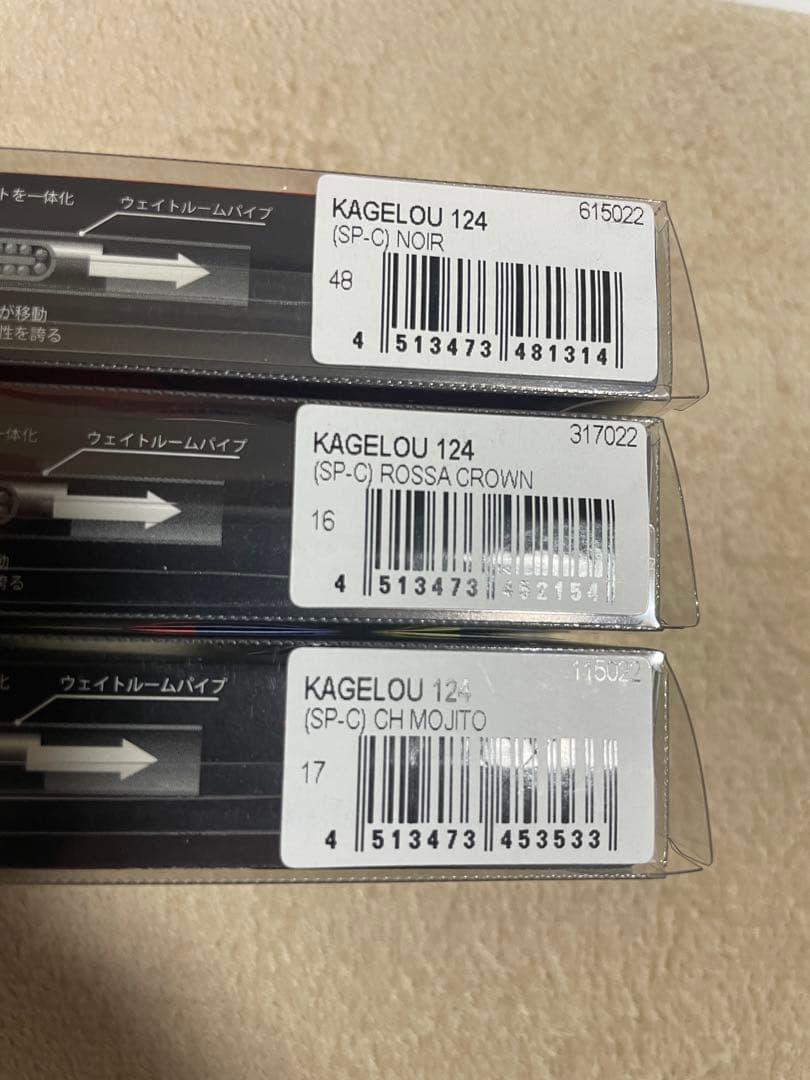 トを一体化
ウェイトルームパイプ
が移動
性を誇る
KAGELOU 124
615022
(SP-C) NOIR
48
4 513473 481314
一体化
ウェイトルームパイプ
動
誇る
KAGELOU 124
317022
(SP-C) ROSSA CROWN
16
4 513473 462154
化
ウェイトルームパイプ
KAGELOU 124
115022
(SP-C) CH MOJITO
17
4 513473 453533